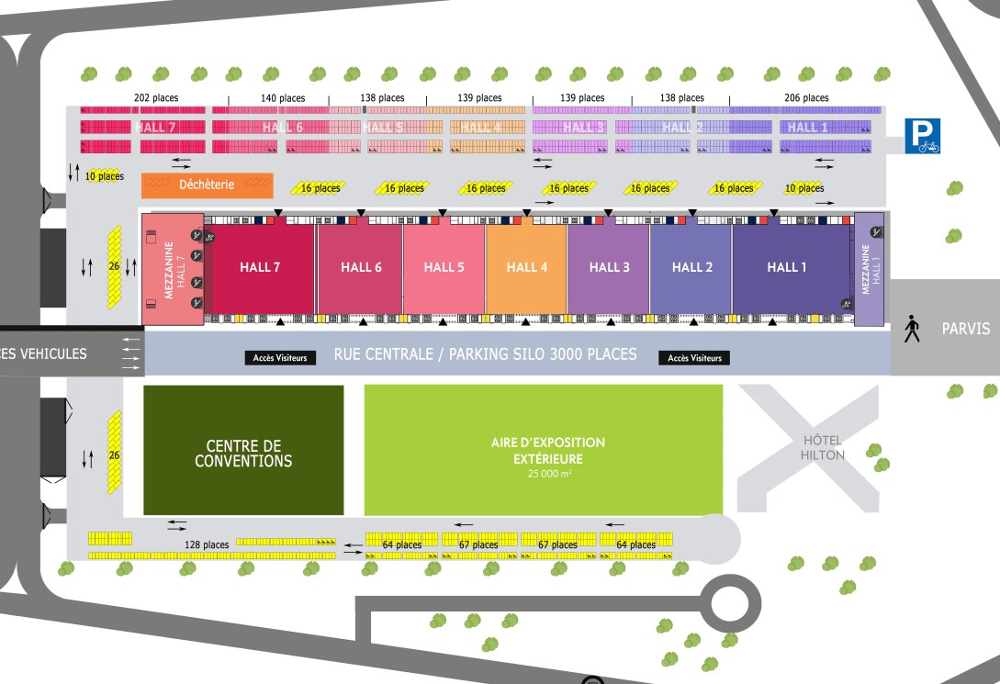 202 places
140 places
138 places
139 places
139 places
138 places
206 places
HALL 7
HALL 6
HALL 5
HALL 4
HALL 3
HALL 2
HALL 1
P
10 places
Déchèterie
16 places
16 places
16 places
16 places
16 places
16 places
10 places
MEZZANINE
HALL 7
HALL 7
HALL 6
HALL 5
HALL 4
HALL 3
HALL 2
HALL 1
MEZZANINE
HALL 1
26
PARVIS
CES VEHICULES
Accès Visiteurs
RUE CENTRALE / PARKING SILO 3000 PLACES
Accès Visiteurs
CENTRE DE
CONVENTIONS
AIRE D'EXPOSITION
EXTÉRIEURE
25 000 m²
HÔTEL
HILTON
26
128 places
64 places
67 places
67 places
64 places